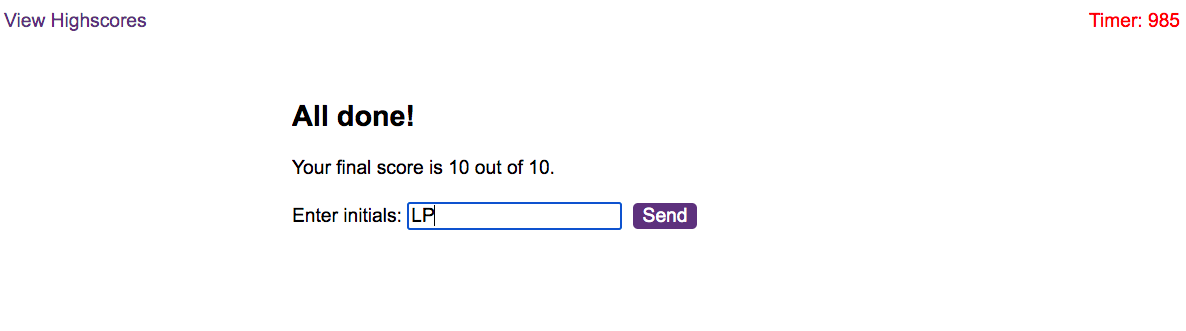 View Highscores
Timer: 985
All done!
Your final score is 10 out of 10.
Enter initials: LP Send